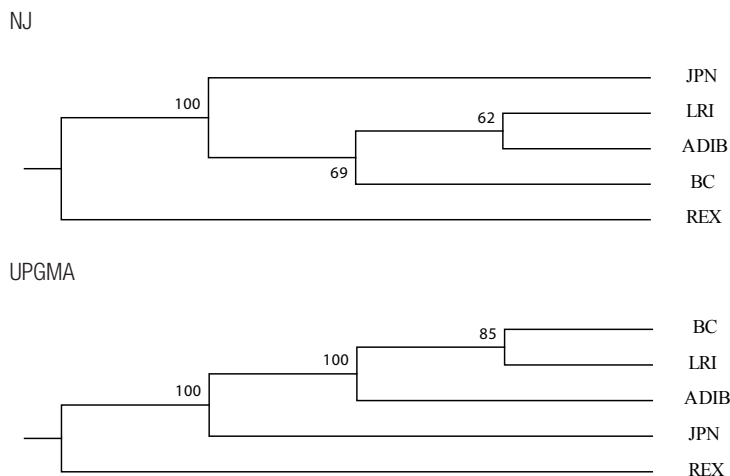 NJ
JPN
100
LRI
62
ADIB
69
BC
REX
UPGMA
BC
85
LRI
100
ADIB
100
JPN
REX